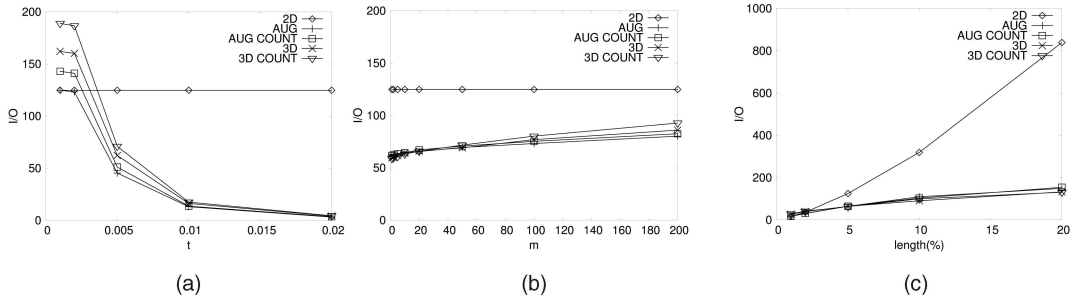 200
150
100
50
0
I/O
0
0.005
0.01
0.015
0.02
t
2D
AUG
AUG COUNT
3D
3D COUNT
(a)
200
150
100
50
0
I/O
0 20 40 60 80 100 120 140 160 180 200
m
2D
AUG
AUG COUNT
3D
3D COUNT
(b)
1000
800
600
400
200
0
I/O
0
5
10
15
20
length(%)
2D
AUG
AUG COUNT
3D
3D COUNT
(c)